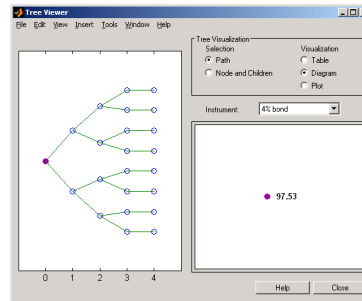 Tree Viewer
File Edit View Insert Tools Window Help
Tree Visualization
Selection
Visualization
Path
Table
Node and Children
Diagram
Plot
Instrument:
4% bond
97.53
0 1 2 3 4
Help
Close